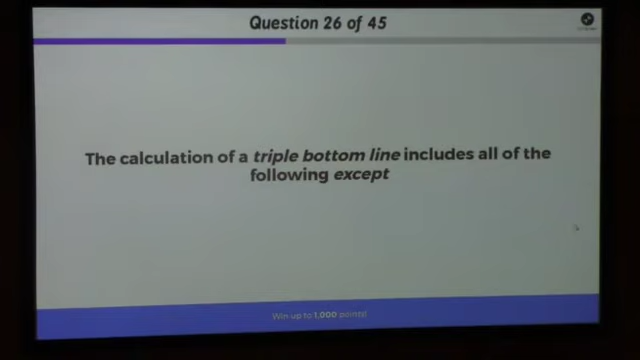 Question 26 of 45
The calculation of a triple bottom line includes all of the
following except
Win up to 1,000 points!